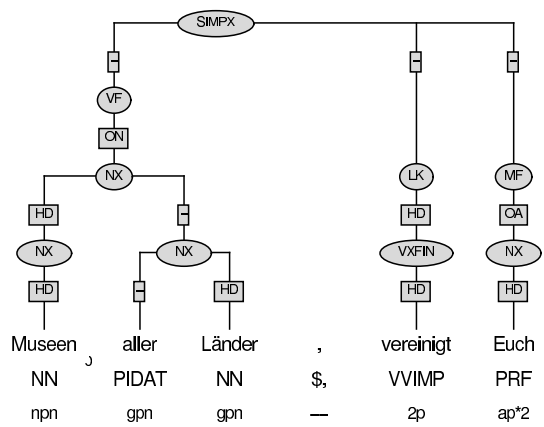 SIMPX
– – –
VF
ON
NX LK MF
HD – HD OA
NX NX VXFIN NX
HD – HD HD HD
Museen aller Länder , vereinigt Euch
NN PIDAT NN $, VVIMP PRF
npn gpn gpn –– 2p ap*2